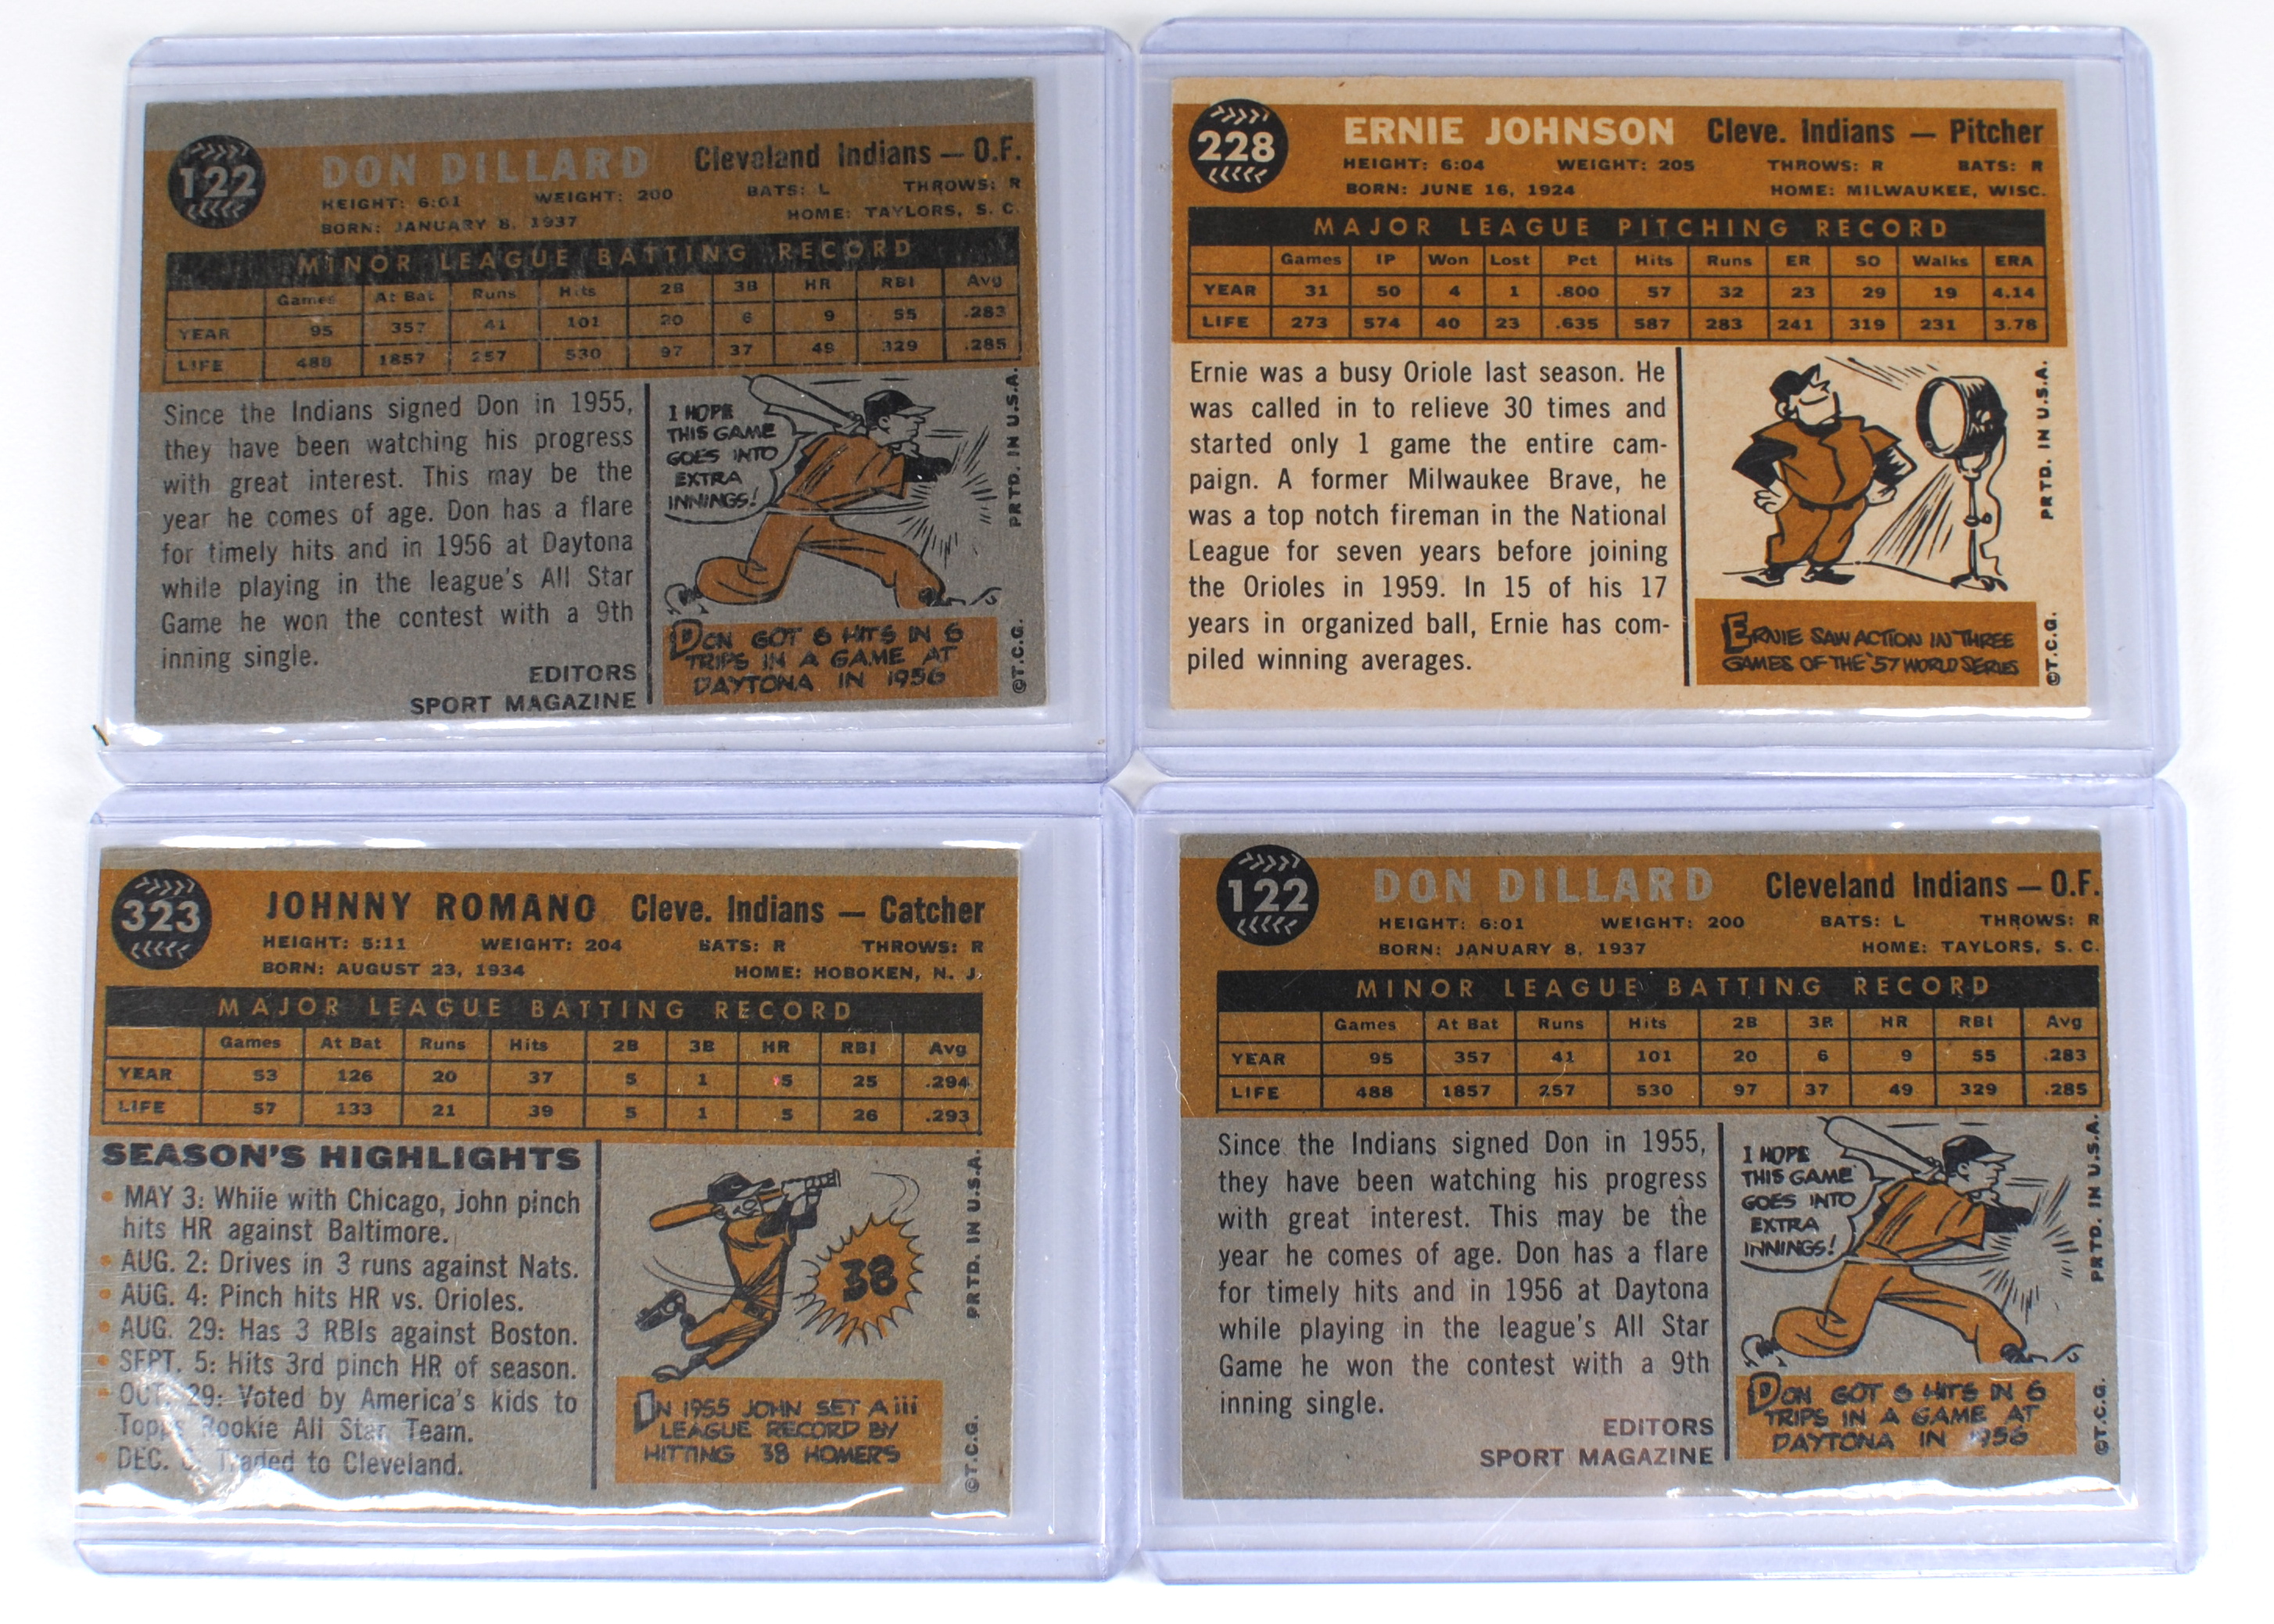 122
DON DILLARD Cleveland Indians — O.F.
HEIGHT: 6:01 WEIGHT: 200 BATS: L THROWS: R
BORN: JANUARY 8, 1937 HOME: TAYLORS, S. C.
MINOR LEAGUE BATTING RECORD
Games At Bat Runs Hits 2B 3B HR RBI Avg
YEAR 95 357 41 101 20 6 9 55 .283
LIFE 488 1857 257 530 97 37 49 329 .285
Since the Indians signed Don in 1955,
they have been watching his progress
with great interest. This may be the
year he comes of age. Don has a flare
for timely hits and in 1956 at Daytona
while playing in the league's All Star
Game he won the contest with a 9th
inning single.
EDITORS
SPORT MAGAZINE
I HOPE
THIS GAME
GOES INTO
EXTRA
INNINGS!
DON GOT 6 HITS IN 6
TRIPS IN A GAME AT
DAYTONA IN 1956
©T.C.G. PRTD. IN U.S.A.
228
ERNIE JOHNSON Cleve. Indians — Pitcher
HEIGHT: 6:04 WEIGHT: 205 THROWS: R BATS: R
BORN: JUNE 16, 1924 HOME: MILWAUKEE, WISC.
MAJOR LEAGUE PITCHING RECORD
Games IP Won Lost Pct Hits Runs ER SO Walks ERA
YEAR 31 50 4 1 .800 57 32 23 29 19 4.14
LIFE 273 574 40 23 .635 587 283 241 319 231 3.78
Ernie was a busy Oriole last season. He
was called in to relieve 30 times and
started only 1 game the entire cam-
paign. A former Milwaukee Brave, he
was a top notch fireman in the National
League for seven years before joining
the Orioles in 1959. In 15 of his 17
years in organized ball, Ernie has com-
piled winning averages.
ERNIE SAW ACTION IN THREE
GAMES OF THE '57 WORLD SERIES
©T.C.G. PRTD. IN U.S.A.
323
JOHNNY ROMANO Cleve. Indians — Catcher
HEIGHT: 5:11 WEIGHT: 204 BATS: R THROWS: R
BORN: AUGUST 23, 1934 HOME: HOBOKEN, N. J.
MAJOR LEAGUE BATTING RECORD
Games At Bat Runs Hits 2B 3B HR RBI Avg
YEAR 53 126 20 37 5 1 5 25 .294
LIFE 57 133 21 39 5 1 5 26 .293
SEASON'S HIGHLIGHTS
• MAY 3: While with Chicago, John pinch
hits HR against Baltimore.
• AUG. 2: Drives in 3 runs against Nats.
• AUG. 4: Pinch hits HR vs. Orioles.
• AUG. 29: Has 3 RBIs against Boston.
• SEPT. 5: Hits 3rd pinch HR of season.
• OCT. 29: Voted by America's kids to
Topps Rookie All Star Team.
• DEC. Traded to Cleveland.
38
IN 1955 JOHN SET A iii
LEAGUE RECORD BY
HITTING 38 HOMERS
©T.C.G. PRTD. IN U.S.A.
122
DON DILLARD Cleveland Indians — O.F.
HEIGHT: 6:01 WEIGHT: 200 BATS: L THROWS: R
BORN: JANUARY 8, 1937 HOME: TAYLORS, S. C.
MINOR LEAGUE BATTING RECORD
Games At Bat Runs Hits 2B 3B HR RBI Avg
YEAR 95 357 41 101 20 6 9 55 .283
LIFE 488 1857 257 530 97 37 49 329 .285
Since the Indians signed Don in 1955,
they have been watching his progress
with great interest. This may be the
year he comes of age. Don has a flare
for timely hits and in 1956 at Daytona
while playing in the league's All Star
Game he won the contest with a 9th
inning single.
EDITORS
SPORT MAGAZINE
I HOPE
THIS GAME
GOES INTO
EXTRA
INNINGS!
DON GOT 6 HITS IN 6
TRIPS IN A GAME AT
DAYTONA IN 1956
©T.C.G. PRTD. IN U.S.A.